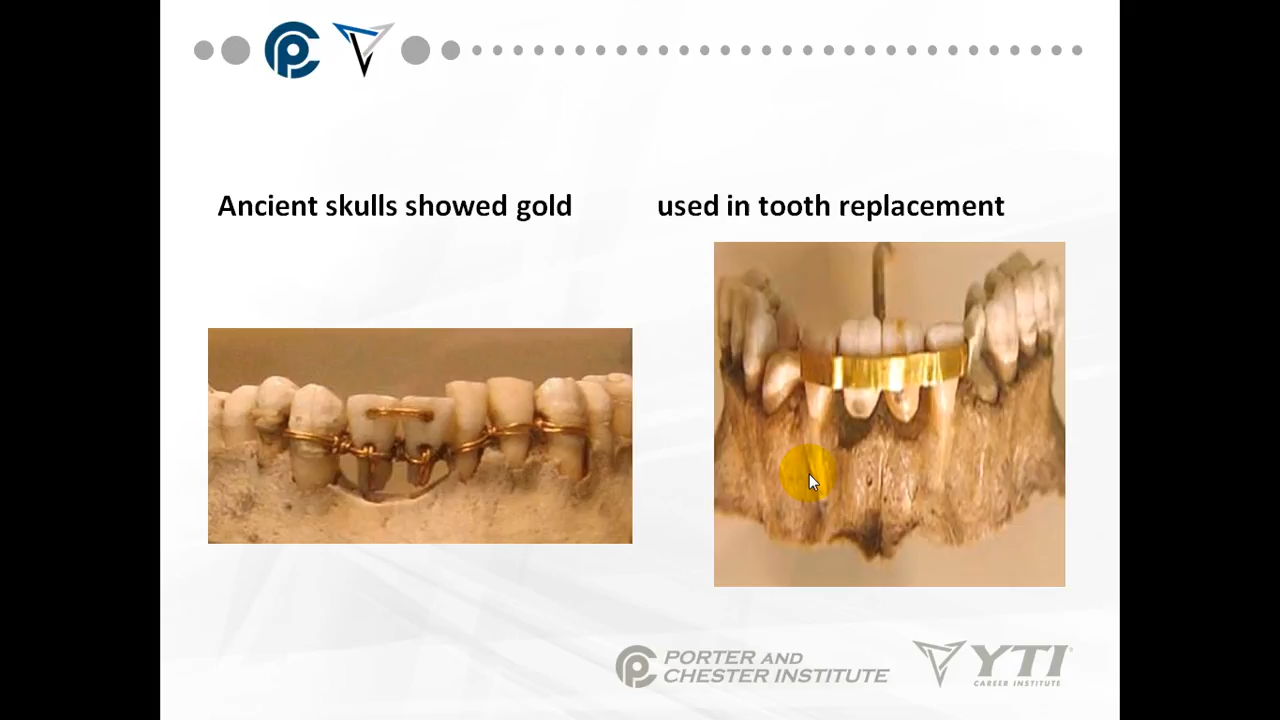 Ancient skulls showed gold
used in tooth replacement
PORTER AND
CHESTER INSTITUTE
YTI
CAREER INSTITUTE